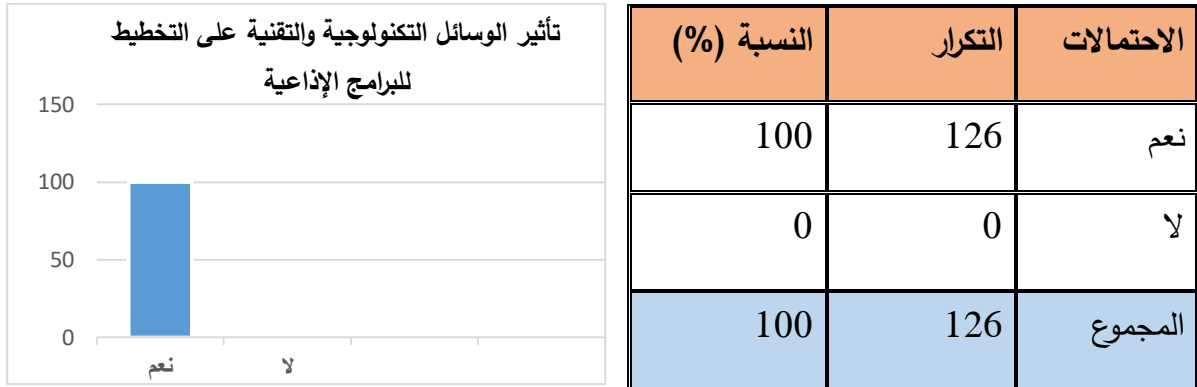 تأثير الوسائل التكنولوجية والتقنية على التخطيط
للبرامج الإذاعية
150
100
50
0
نعم لا
الاحتمالات التكرار النسبة (%)
نعم 126 100
لا 0 0
المجموع 126 100